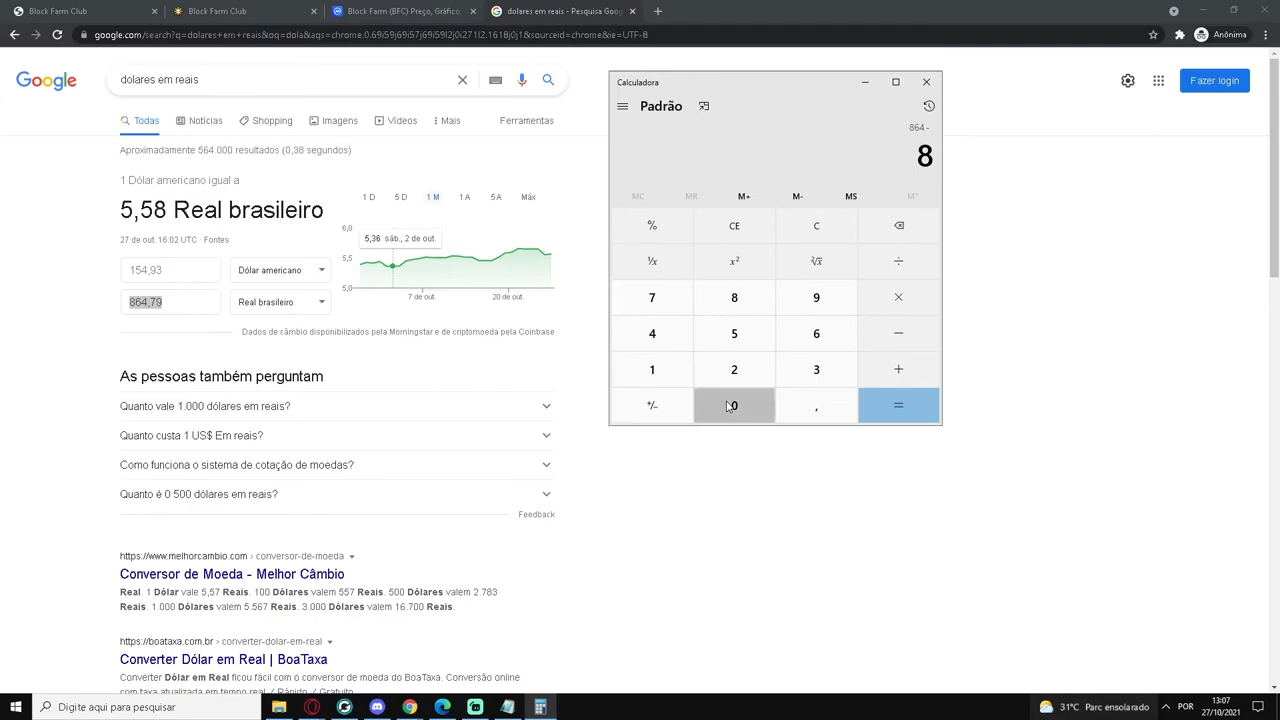 Block Farm Club
Block Farm Club
Block Farm (BFC) Preço, Gráfico;
dolares em reais - Pesquisa Goog
google.com/search?q=dolares+em+reais&oq=dola&aqs=chrome.0.69i59j69i57j69i59l2j0i271l2.1618j0j1&sourceid=chrome&ie=UTF-8
Anônima
Google
dolares em reais
Fazer login
Todas
Notícias
Shopping
Imagens
Vídeos
Mais
Ferramentas
Aproximadamente 564.000 resultados (0,38 segundos)
1 Dólar americano igual a
5,58 Real brasileiro
27 de out. 16:02 UTC · Fontes
154,93
Dólar americano
864,79
Real brasileiro
1 D
5 D
1 M
1 A
5 A
Máx
6,0
5,5
5,0
5,36 sáb., 2 de out.
7 de out.
20 de out.
Dados de câmbio disponibilizados pela Morningstar e de criptomoeda pela Coinbase
As pessoas também perguntam
Quanto vale 1.000 dólares em reais?
Quanto custa 1 US$ Em reais?
Como funciona o sistema de cotação de moedas?
Quanto é 0 500 dólares em reais?
Feedback
https://www.melhorcambio.com › conversor-de-moeda
Conversor de Moeda - Melhor Câmbio
Real. 1 Dólar vale 5,57 Reais. 100 Dólares valem 557 Reais. 500 Dólares valem 2.783
Reais. 1.000 Dólares valem 5.567 Reais. 3.000 Dólares valem 16.700 Reais.
https://boataxa.com.br › converter-dolar-em-real
Converter Dólar em Real | BoaTaxa
Converter Dólar em Real ficou fácil com o conversor de moeda do BoaTaxa. Conversão online
com taxa atualizada em tempo real ✓ Rápido ✓ Gratuito
Calculadora
Padrão
864 -
8
MC MR M+ M- MS M˅
% CE C
¹/x x² ²√x ÷
7 8 9 ×
4 5 6 −
1 2 3 +
+/− 0 , =
Digite aqui para pesquisar
31°C Parc ensolarado
POR
13:07
27/10/2021